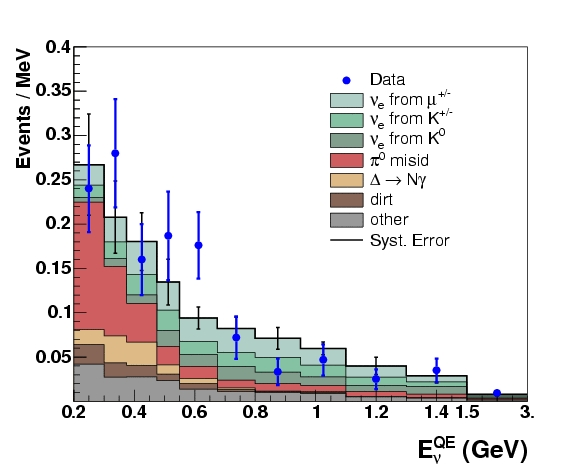 0.4
0.35
0.3
0.25
0.2
0.15
0.1
0.05
Events / MeV
Data
νe from μ+/-
νe from K+/-
νe from K0
π0 misid
Δ → Nγ
dirt
other
Syst. Error
0.2 0.4 0.6 0.8 1 1.2 1.4 1.5 3.
EνQE (GeV)